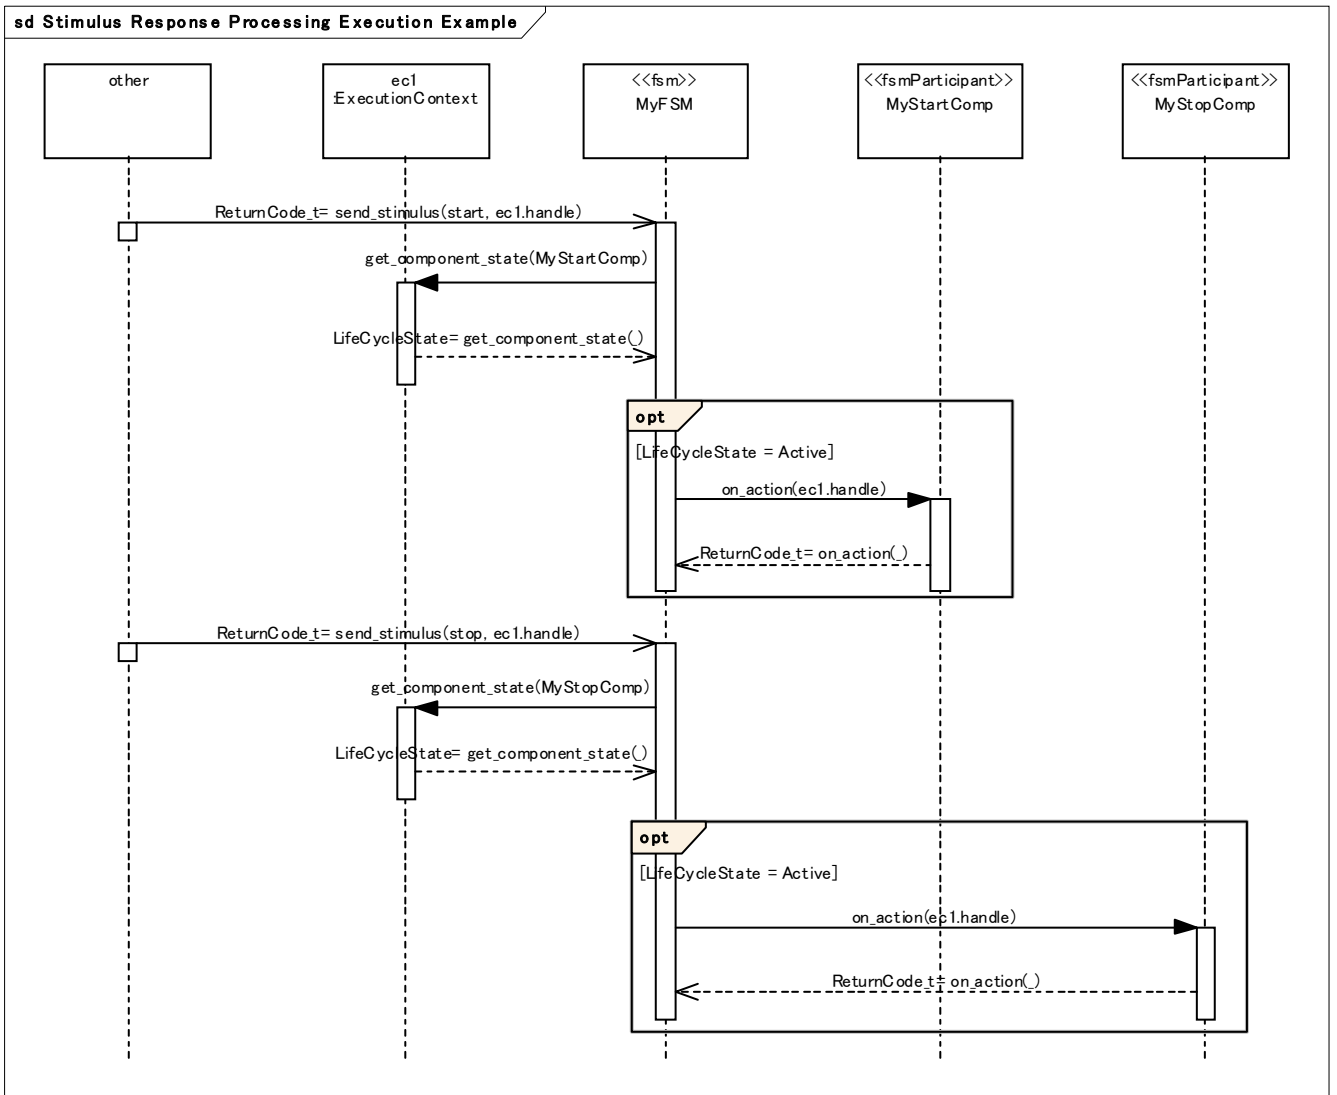 sd Stimulus Response Processing Execution Example
other
ec1
:ExecutionContext
<<fsm>>
MyFSM
<<fsmParticipant>>
MyStartComp
<<fsmParticipant>>
MyStopComp
ReturnCode_t= send_stimulus(start, ec1.handle)
get_component_state(MyStartComp)
LifeCycleState= get_component_state(_)
opt
[LifeCycleState = Active]
on_action(ec1.handle)
ReturnCode_t= on_action(_)
ReturnCode_t= send_stimulus(stop, ec1.handle)
get_component_state(MyStopComp)
LifeCycleState= get_component_state(_)
opt
[LifeCycleState = Active]
on_action(ec1.handle)
ReturnCode_t= on_action(_)